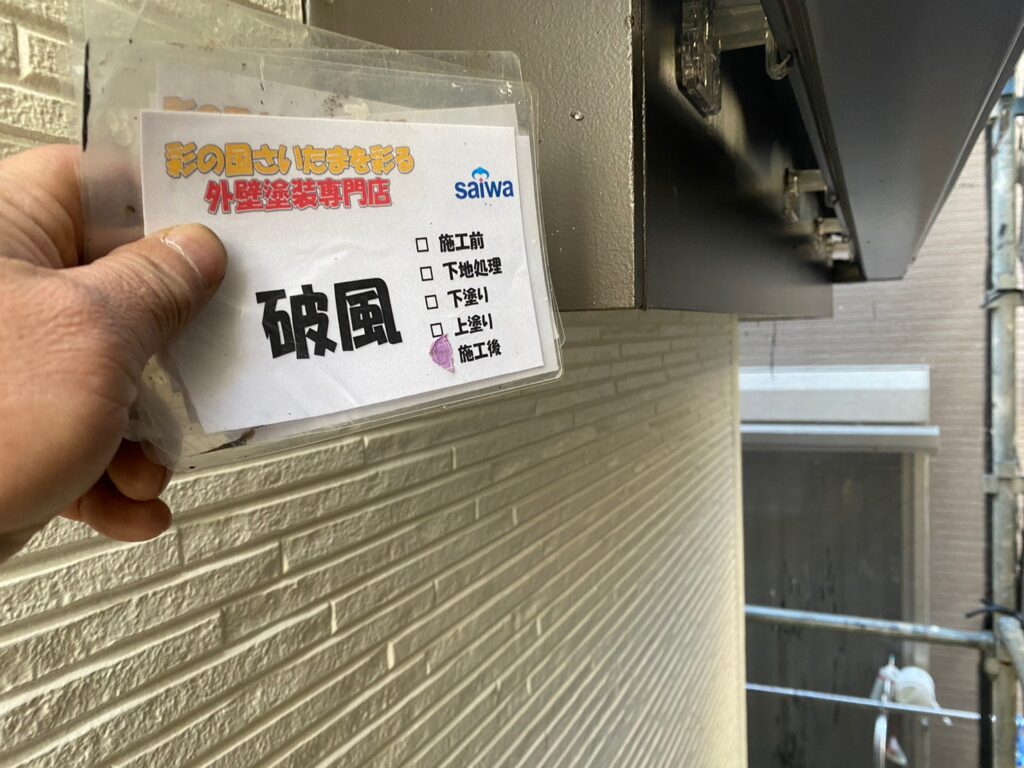 彩の国さいたまを彩る
外壁塗装専門店
saiwa
破風
□ 施工前
□ 下地処理
□ 下塗り
□ 上塗り
施工後